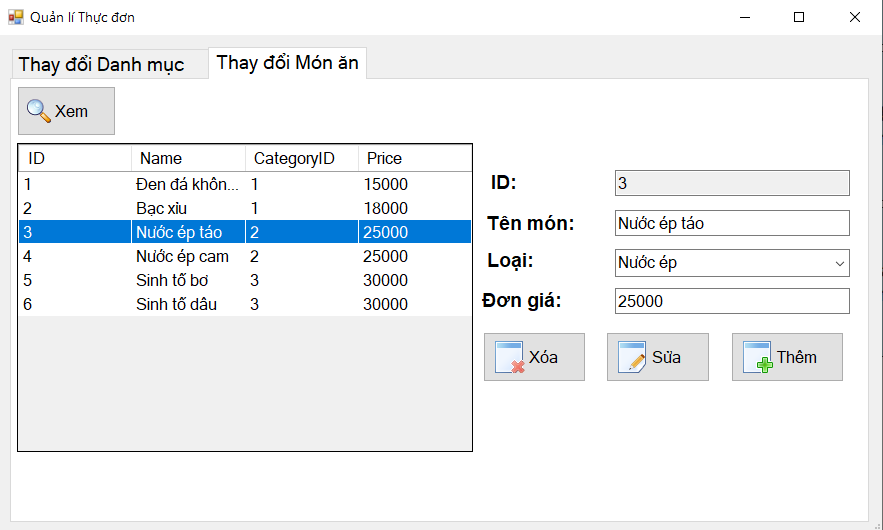 Quản lí Thực đơn
Thay đổi Danh mục Thay đổi Món ăn
Xem
ID Name CategoryID Price
1 Đen đá khôn... 1 15000
2 Bạc xỉu 1 18000
3 Nước ép táo 2 25000
4 Nước ép cam 2 25000
5 Sinh tố bơ 3 30000
6 Sinh tố dâu 3 30000
ID: 3
Tên món: Nước ép táo
Loại: Nước ép
Đơn giá: 25000
Xóa Sửa Thêm